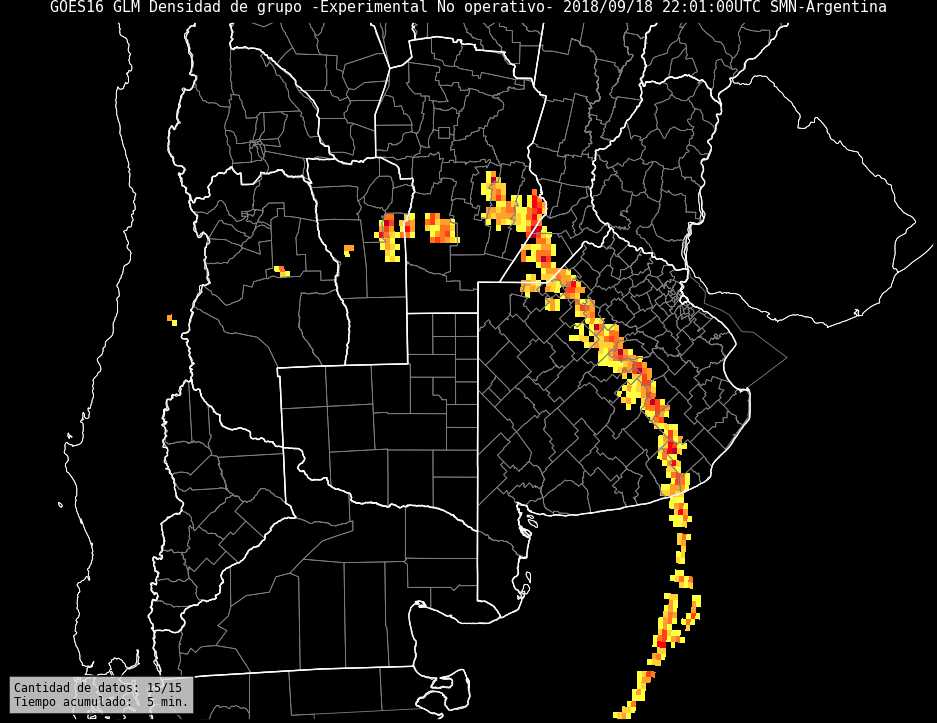 GOES16 GLM Densidad de grupo -Experimental No operativo- 2018/09/18 22:01:00UTC SMN-Argentina
Cantidad de datos: 15/15
Tiempo acumulado:  5 min.